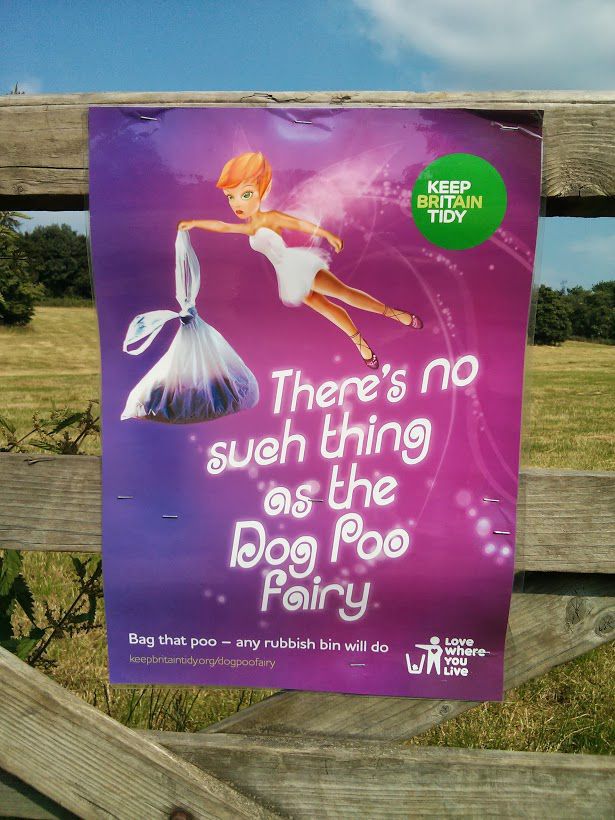 KEEP
BRITAIN
TIDY
There's no
such thing
as the
Dog Poo
fairy
Bag that poo – any rubbish bin will do
keepbritaintidy.org/dogpoofairy
Love
where
you
Live